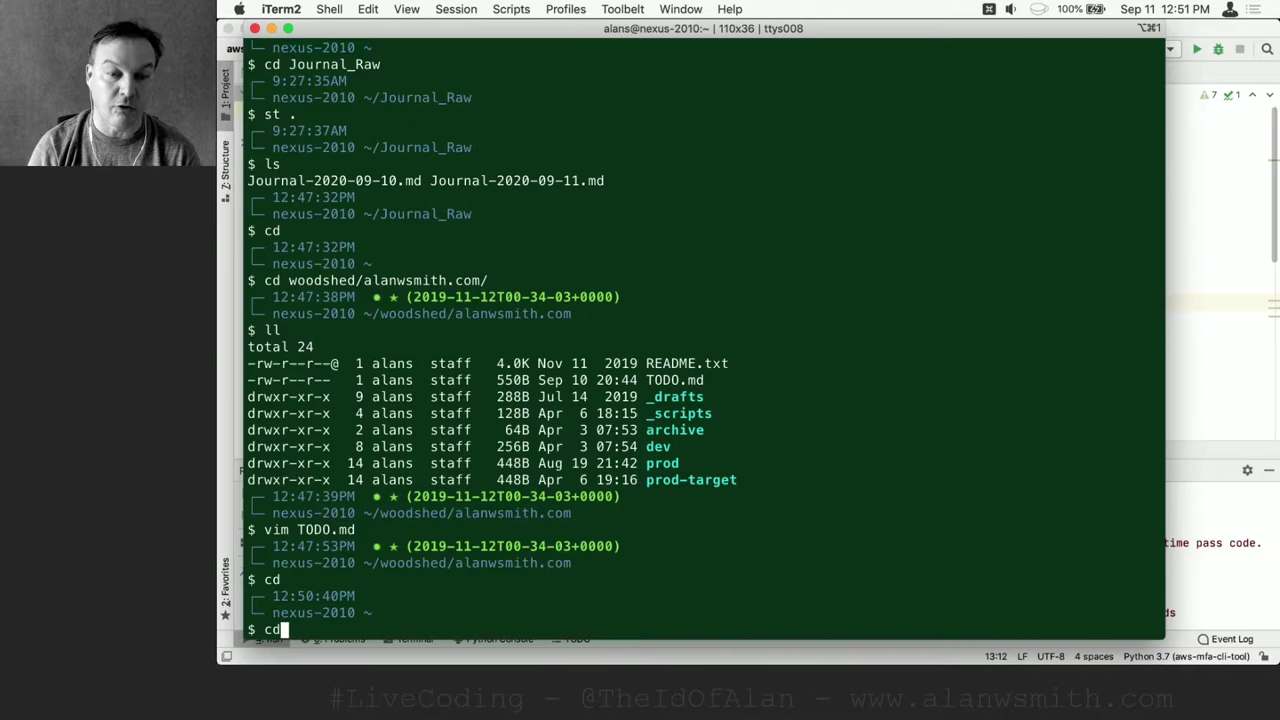 iTerm2 Shell Edit View Session Scripts Profiles Toolbelt Window Help 100% Sep 11 12:51 PM
aws alans@nexus-2010:~ | 110x36 | ttys008 ⌥⌘1
└─ nexus-2010 ~
$ cd Journal_Raw
┌─ 9:27:35AM
└─ nexus-2010 ~/Journal_Raw
$ st .
┌─ 9:27:37AM
└─ nexus-2010 ~/Journal_Raw
$ ls
Journal-2020-09-10.md Journal-2020-09-11.md
┌─ 12:47:32PM
└─ nexus-2010 ~/Journal_Raw
$ cd
┌─ 12:47:32PM
└─ nexus-2010 ~
$ cd woodshed/alanwsmith.com/
┌─ 12:47:38PM ● ★ (2019-11-12T00-34-03+0000)
└─ nexus-2010 ~/woodshed/alanwsmith.com
$ ll
total 24
-rw-r--r--@ 1 alans staff 4.0K Nov 11 2019 README.txt
-rw-r--r-- 1 alans staff 550B Sep 10 20:44 TODO.md
drwxr-xr-x 9 alans staff 288B Jul 14 2019 _drafts
drwxr-xr-x 4 alans staff 128B Apr 6 18:15 _scripts
drwxr-xr-x 2 alans staff 64B Apr 3 07:53 archive
drwxr-xr-x 8 alans staff 256B Apr 3 07:54 dev
drwxr-xr-x 14 alans staff 448B Aug 19 21:42 prod
drwxr-xr-x 14 alans staff 448B Apr 6 19:16 prod-target
┌─ 12:47:39PM ● ★ (2019-11-12T00-34-03+0000)
└─ nexus-2010 ~/woodshed/alanwsmith.com
$ vim TODO.md
┌─ 12:47:53PM ● ★ (2019-11-12T00-34-03+0000)
└─ nexus-2010 ~/woodshed/alanwsmith.com
$ cd
┌─ 12:50:40PM
└─ nexus-2010 ~
$ cd
1: Project
Z: Structure
2: Favorites
7 1
time pass code.
ds
Event Log
13:12 LF UTF-8 4 spaces Python 3.7 (aws-mfa-cli-tool)
#LiveCoding - @TheIdOfAlan - www.alanwsmith.com